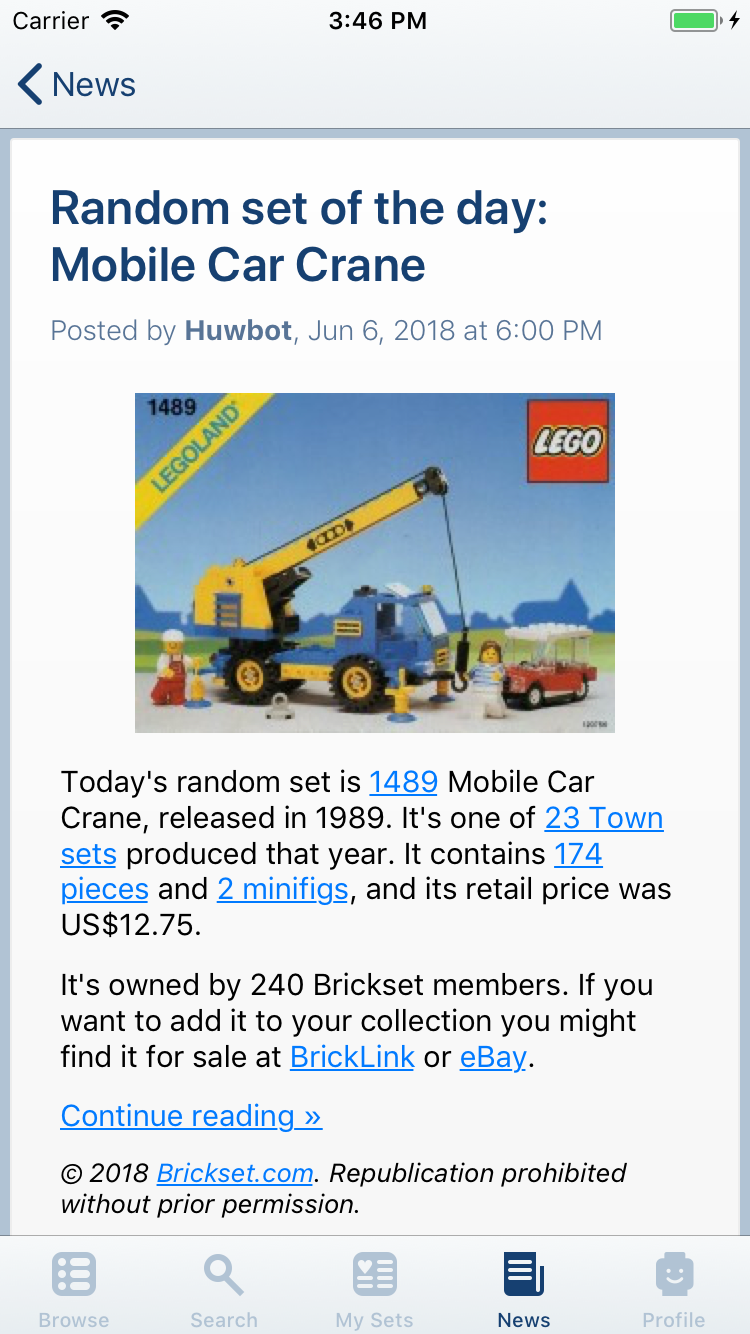 Carrier 3:46 PM
News
Random set of the day:
Mobile Car Crane
Posted by Huwbot, Jun 6, 2018 at 6:00 PM
1489
LEGOLAND
LEGO
Today's random set is 1489 Mobile Car
Crane, released in 1989. It's one of 23 Town
sets produced that year. It contains 174
pieces and 2 minifigs, and its retail price was
US$12.75.
It's owned by 240 Brickset members. If you
want to add it to your collection you might
find it for sale at BrickLink or eBay.
Continue reading »
© 2018 Brickset.com. Republication prohibited
without prior permission.
Browse Search My Sets News Profile